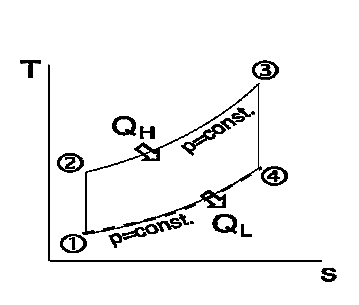 T
③
Q_H
p=const.
②
④
①
p=const.
Q_L
s